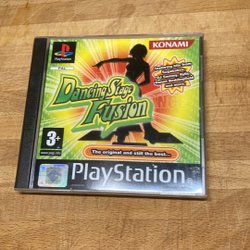 KONAMI
PlayStation
Dancing Stage
Fusion
3+
The original and still the best...
PlayStation